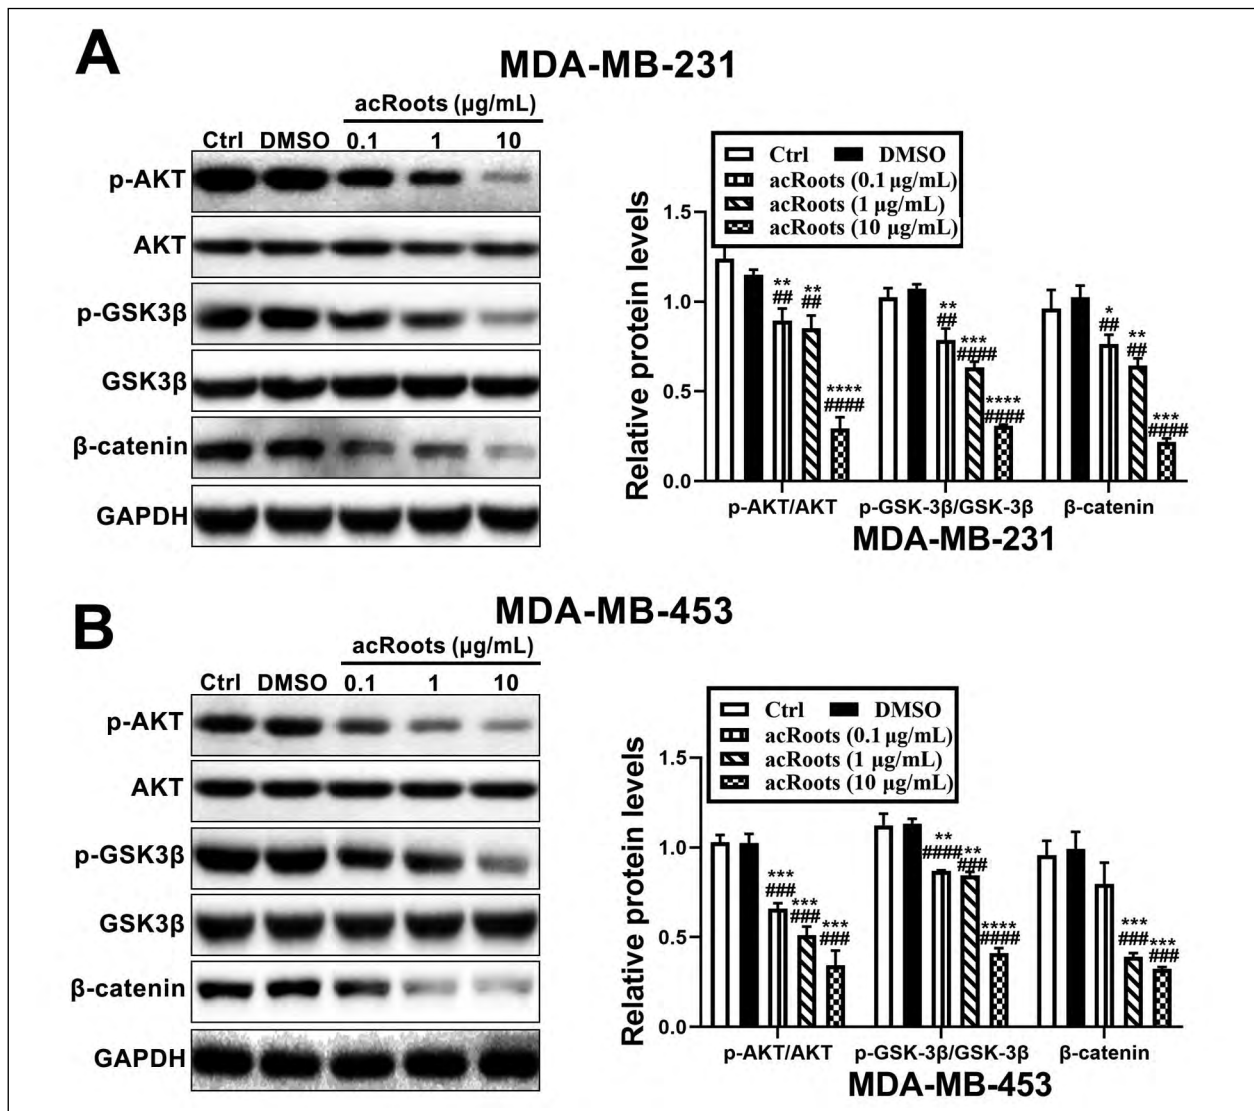 A
MDA-MB-231
acRoots (µg/mL)
Ctrl DMSO 0.1 1 10
p-AKT
AKT
p-GSK3β
GSK3β
β-catenin
GAPDH
Ctrl DMSO
acRoots (0.1 µg/mL)
acRoots (1 µg/mL)
acRoots (10 µg/mL)
Relative protein levels
1.5
1.0
0.5
0.0
** ** **** ** *** **** * ** ***
## ## #### ## #### #### ## ## ####
p-AKT/AKT p-GSK-3β/GSK-3β β-catenin
MDA-MB-231
B
MDA-MB-453
acRoots (µg/mL)
Ctrl DMSO 0.1 1 10
p-AKT
AKT
p-GSK3β
GSK3β
β-catenin
GAPDH
Ctrl DMSO
acRoots (0.1 µg/mL)
acRoots (1 µg/mL)
acRoots (10 µg/mL)
Relative protein levels
1.5
1.0
0.5
0.0
*** *** *** ** ** **** *** ***
### ### ### #### ### #### ### ###
p-AKT/AKT p-GSK-3β/GSK-3β β-catenin
MDA-MB-453